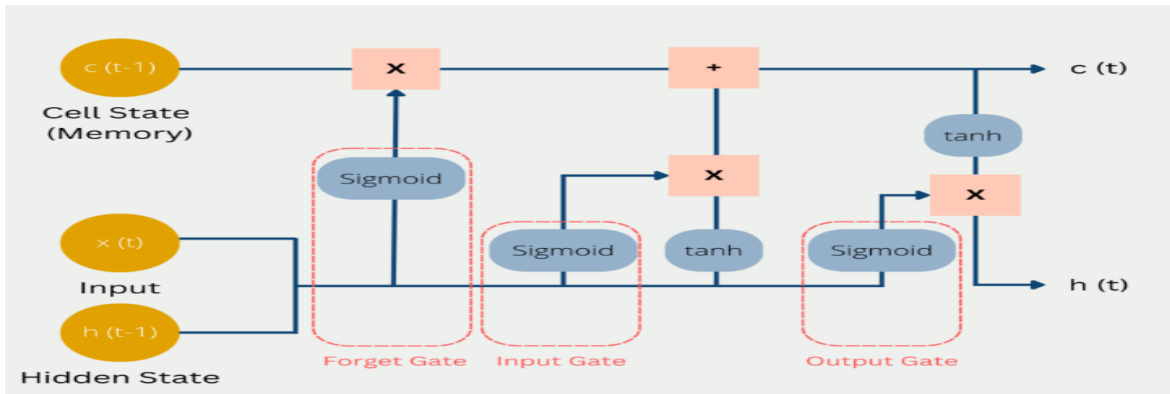 c (t-1)
x
+
c (t)
Cell State
(Memory)
tanh
Sigmoid
x
x
x (t)
Sigmoid
tanh
Sigmoid
Input
h (t)
h (t-1)
Forget Gate
Input Gate
Output Gate
Hidden State